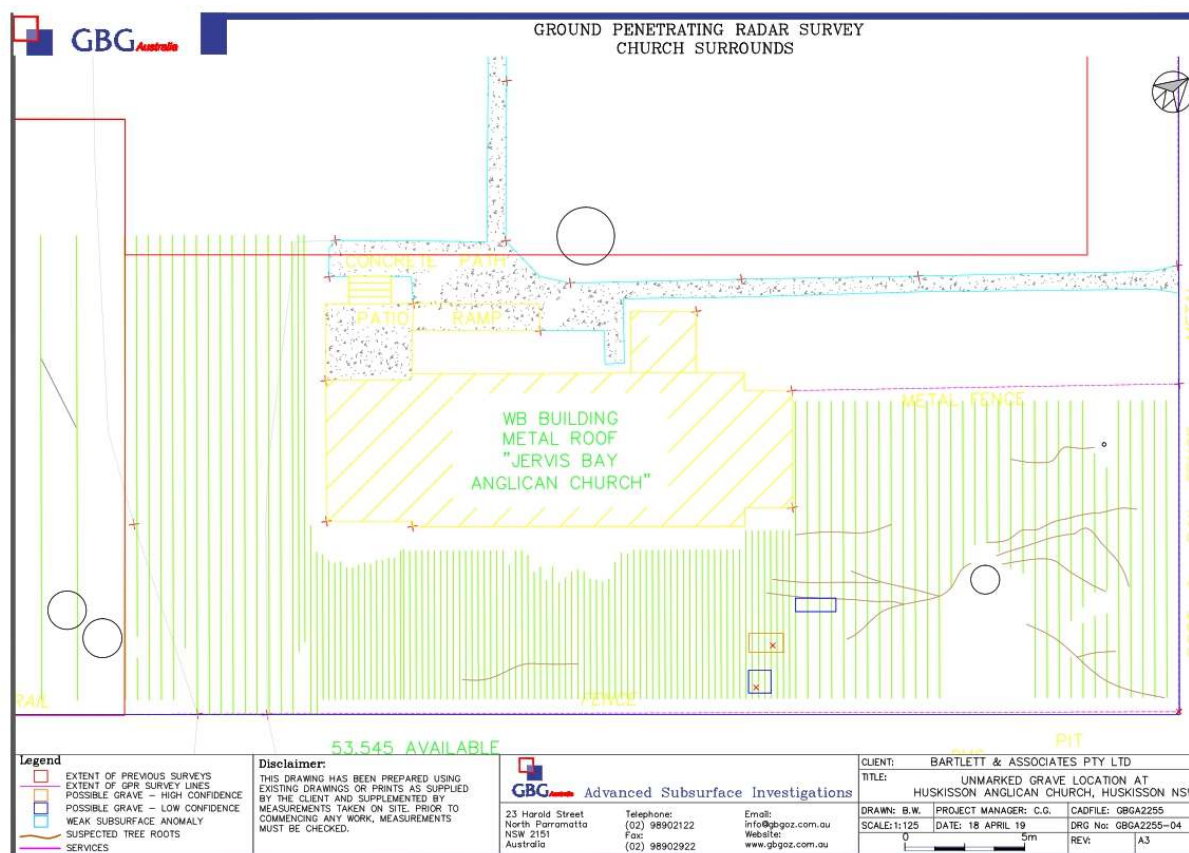 GBG Australia
GROUND PENETRATING RADAR SURVEY
CHURCH SURROUNDS
CONCRETE PATH
PATIO RAMP
METAL FENCE
WB BUILDING
METAL ROOF
"JERVIS BAY
ANGLICAN CHURCH"
RAIL
FENCE
53.545 AVAILABLE
PIT
Legend
EXTENT OF PREVIOUS SURVEYS
EXTENT OF GPR SURVEY LINES
POSSIBLE GRAVE - HIGH CONFIDENCE
POSSIBLE GRAVE - LOW CONFIDENCE
WEAK SUBSURFACE ANOMALY
SUSPECTED TREE ROOTS
SERVICES
Disclaimer:
THIS DRAWING HAS BEEN PREPARED USING
EXISTING DRAWINGS OR PRINTS AS SUPPLIED
BY THE CLIENT AND SUPPLEMENTED BY
MEASUREMENTS TAKEN ON SITE. PRIOR TO
COMMENCING ANY WORK, MEASUREMENTS
MUST BE CHECKED.
GBG Australia Advanced Subsurface Investigations
23 Harold Street
North Parramatta
NSW 2151
Australia
Telephone:
(02) 98902122
Fax:
(02) 98902922
Email:
info@gbgoz.com.au
Website:
www.gbgoz.com.au
CLIENT: BARTLETT & ASSOCIATES PTY LTD
TITLE: UNMARKED GRAVE LOCATION AT
HUSKISSON ANGLICAN CHURCH, HUSKISSON NSW
DRAWN: B.W. PROJECT MANAGER: C.G. CADFILE: GBGA2255
SCALE:1:125 DATE: 18 APRIL 19 DRG No: GBGA2255-04
0 5m REV: A3